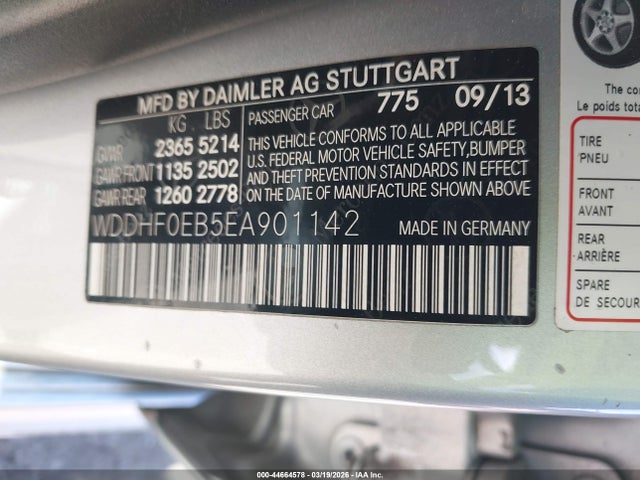 MFD BY DAIMLER AG STUTTGART
KG LBS
GVWR 2365 5214
GAWR FRONT 1135 2502
GAWR REAR 1260 2778
PASSENGER CAR 775 09/13
THIS VEHICLE CONFORMS TO ALL APPLICABLE
U.S. FEDERAL MOTOR VEHICLE SAFETY,BUMPER
AND THEFT PREVENTION STANDARDS IN EFFECT
ON THE DATE OF MANUFACTURE SHOWN ABOVE
WDDHF0EB5EA901142 MADE IN GERMANY
The co
Le poids tota
TIRE
PNEU
FRONT
AVANT
REAR
ARRIÈRE
SPARE
DE SECOUR
000-44664578 | 03/19/2026 | IAA Inc.